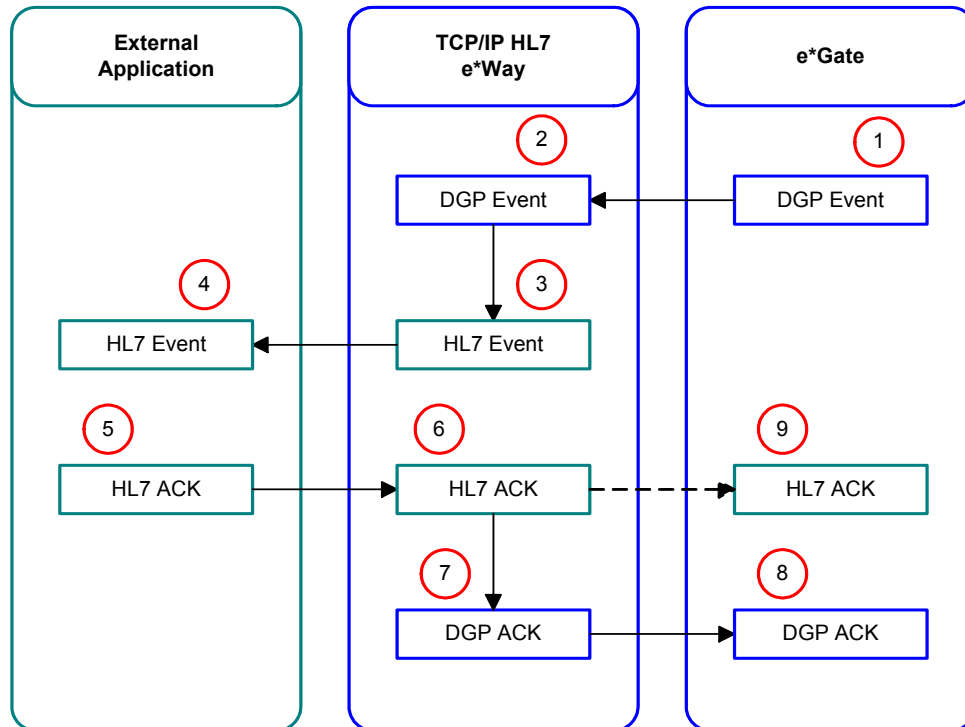 External
Application
TCP/IP HL7
e*Way
e*Gate
2
1
DGP Event
DGP Event
4
3
HL7 Event
HL7 Event
5
6
9
HL7 ACK
HL7 ACK
HL7 ACK
7
8
DGP ACK
DGP ACK